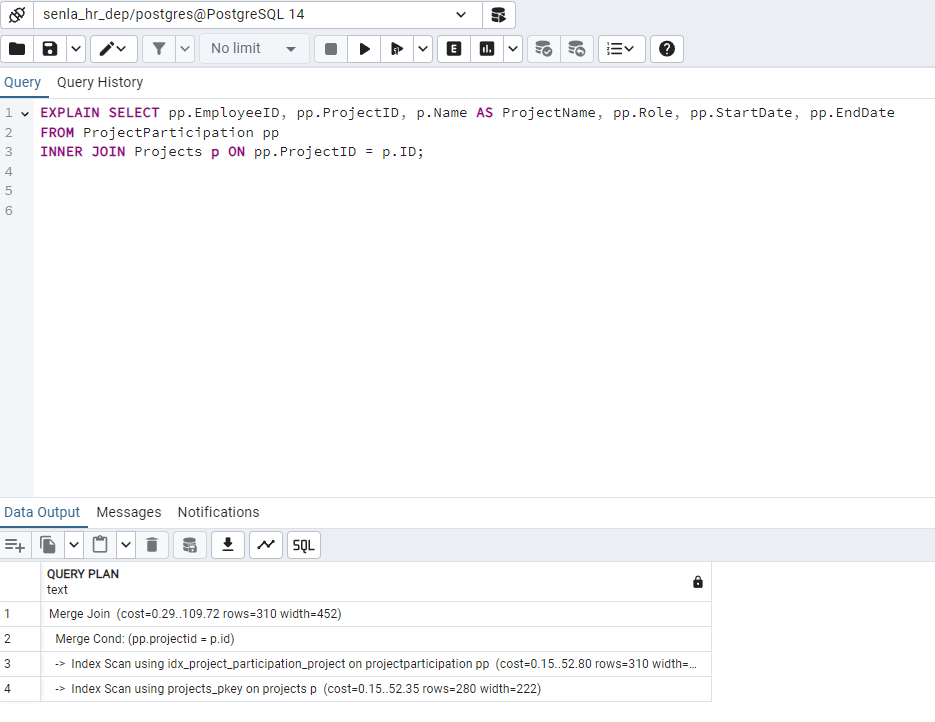 senla_hr_dep/postgres@PostgreSQL 14
No limit
E
Query Query History
1 EXPLAIN SELECT pp.EmployeeID, pp.ProjectID, p.Name AS ProjectName, pp.Role, pp.StartDate, pp.EndDate
2 FROM ProjectParticipation pp
3 INNER JOIN Projects p ON pp.ProjectID = p.ID;
4
5
6
Data Output Messages Notifications
SQL
QUERY PLAN
text
1 Merge Join (cost=0.29..109.72 rows=310 width=452)
2 Merge Cond: (pp.projectid = p.id)
3 -> Index Scan using idx_project_participation_project on projectparticipation pp (cost=0.15..52.80 rows=310 width=...
4 -> Index Scan using projects_pkey on projects p (cost=0.15..52.35 rows=280 width=222)